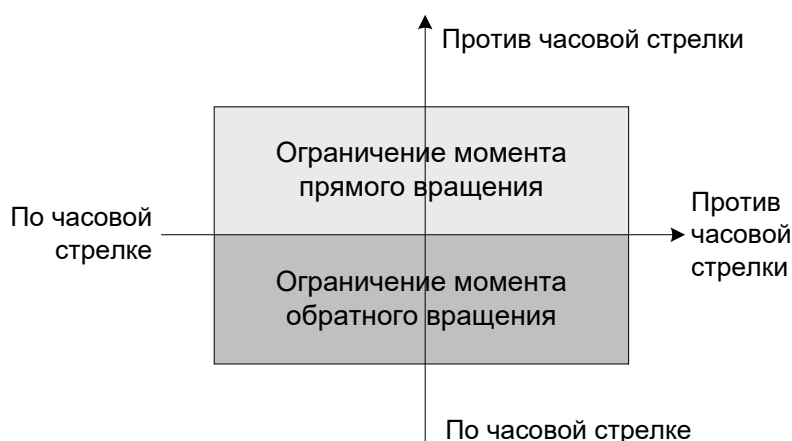 Против часовой стрелки
Ограничение момента
прямого вращения
По часовой
стрелке
Против
часовой
стрелки
Ограничение момента
обратного вращения
По часовой стрелке